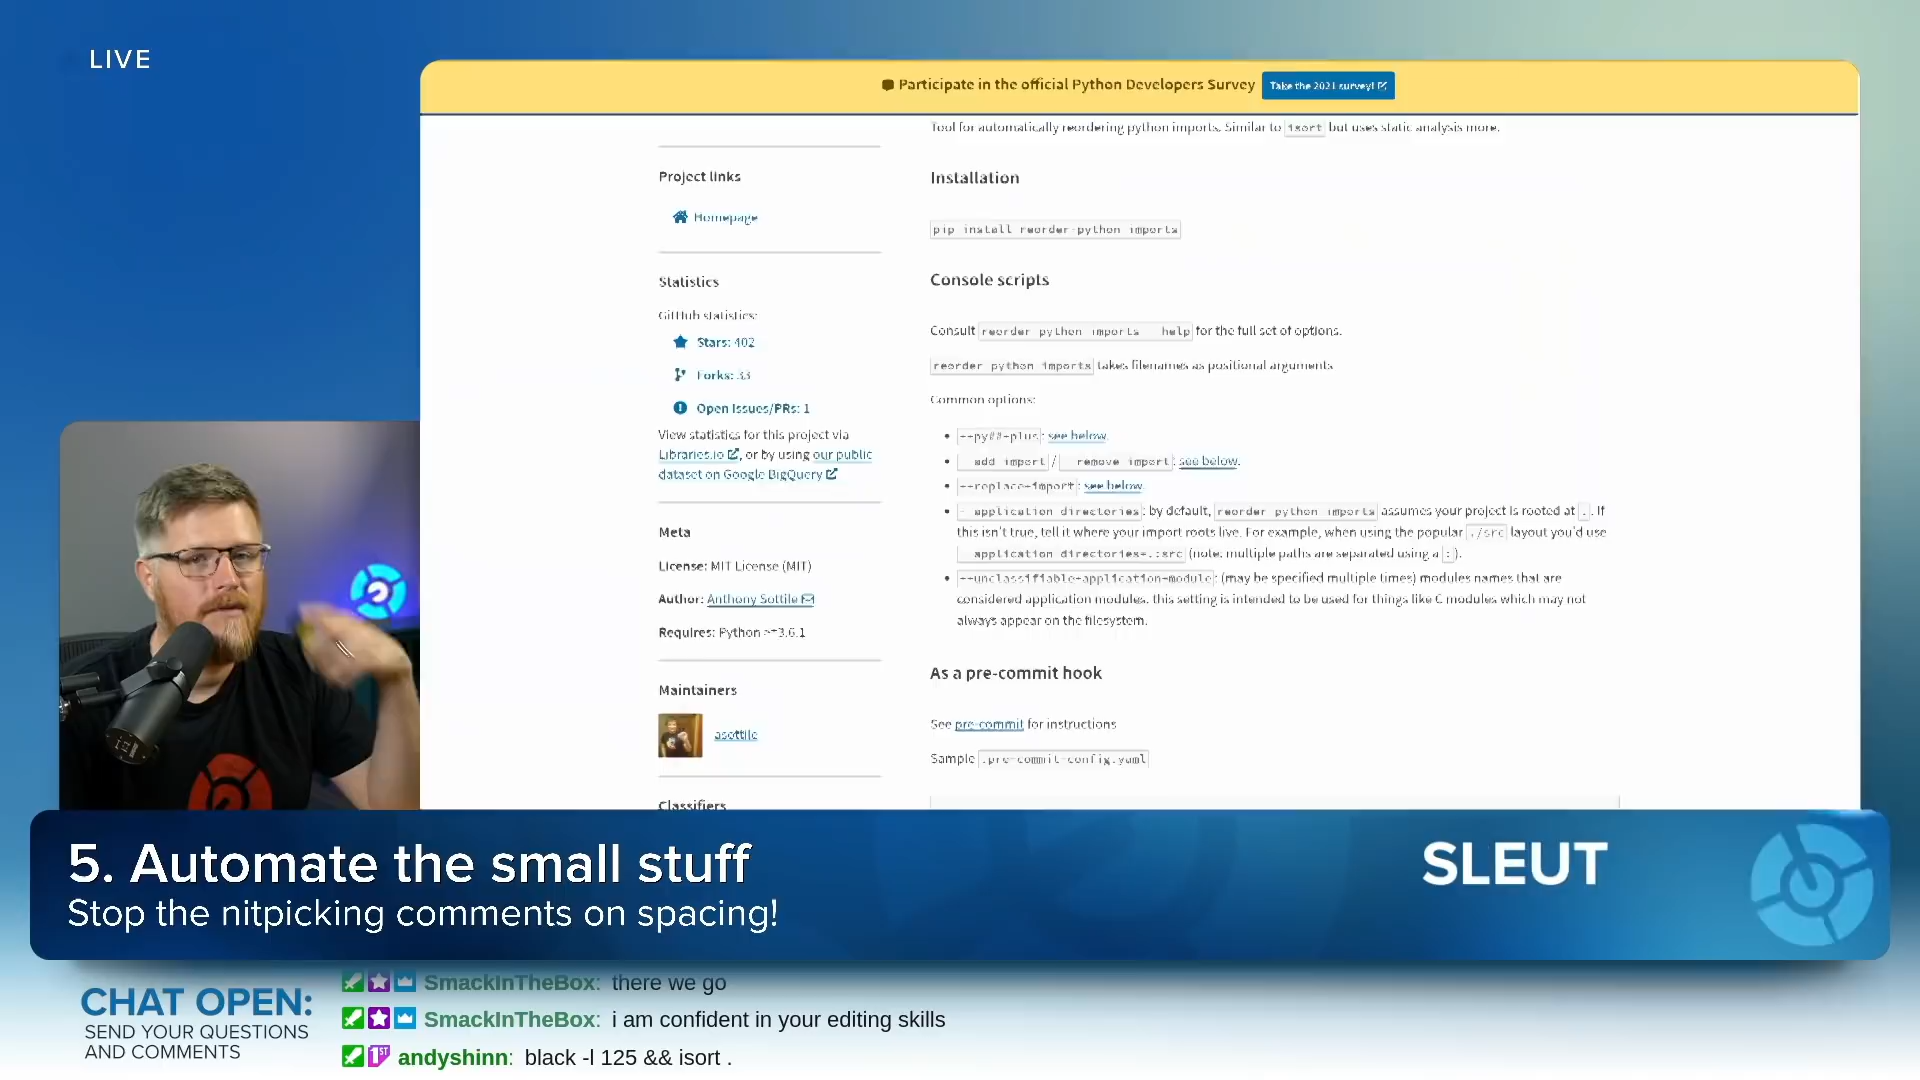 LIVE
Participate in the official Python Developers Survey
Take the 2021 survey!
Tool for automatically reordering python imports. Similar to isort but uses static analysis more.
Project links
Homepage
Statistics
GitHub statistics:
Stars: 402
Forks: 33
Open issues/PRs: 1
View statistics for this project via
Libraries.io, or by using our public
dataset on Google BigQuery
Meta
License: MIT License (MIT)
Author: Anthony Sottile
Requires: Python >=3.6.1
Maintainers
asottile
Classifiers
Installation
pip install reorder-python-imports
Console scripts
Consult reorder-python-imports --help for the full set of options.
reorder-python-imports takes filenames as positional arguments
Common options:
--py##-plus: see below.
--add-import / --remove-import: see below.
--replace-import: see below.
--application-directories: by default, reorder-python-imports assumes your project is rooted at . . If
this isn't true, tell it where your import roots live. For example, when using the popular ./src layout you'd use
--application-directories=.:src (note: multiple paths are separated using a : ).
--unclassifiable-application-module: (may be specified multiple times) modules names that are
considered application modules. this setting is intended to be used for things like C modules which may not
always appear on the filesystem.
As a pre-commit hook
See pre-commit for instructions
Sample .pre-commit-config.yaml
5. Automate the small stuff
Stop the nitpicking comments on spacing!
SLEUT
CHAT OPEN:
SEND YOUR QUESTIONS
AND COMMENTS
SmackInTheBox: there we go
SmackInTheBox: i am confident in your editing skills
1ST andyshinn: black -l 125 && isort .